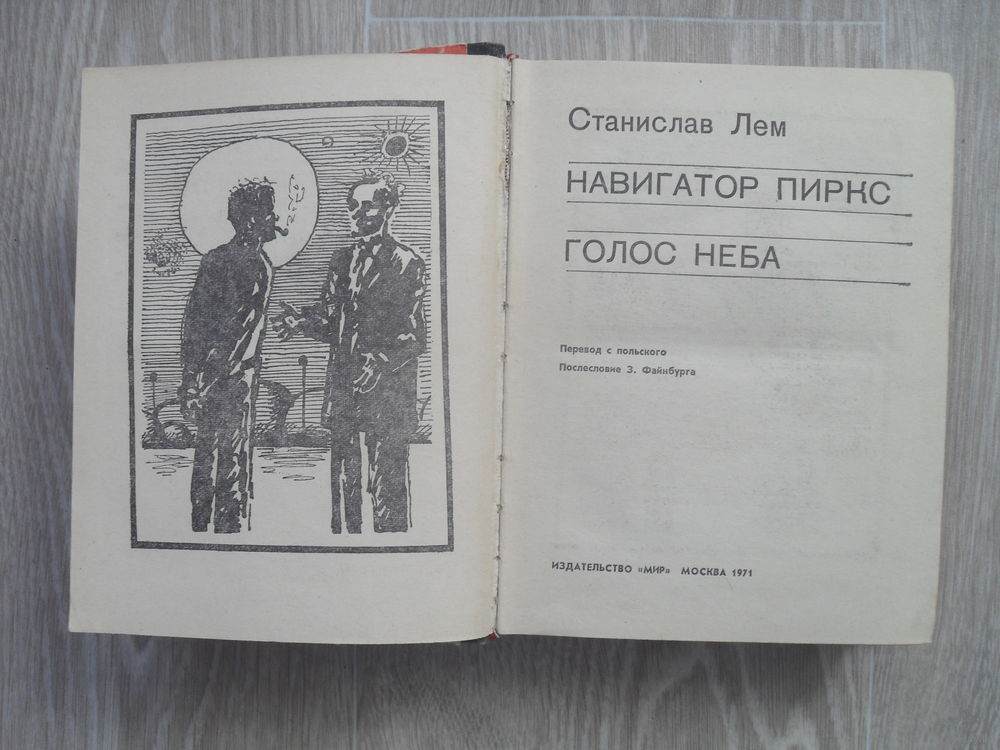 Станислав Лем
НАВИГАТОР ПИРКС
ГОЛОС НЕБА
Перевод с польского
Послесловие З. Файнбурга
ИЗДАТЕЛЬСТВО «МИР» МОСКВА 1971